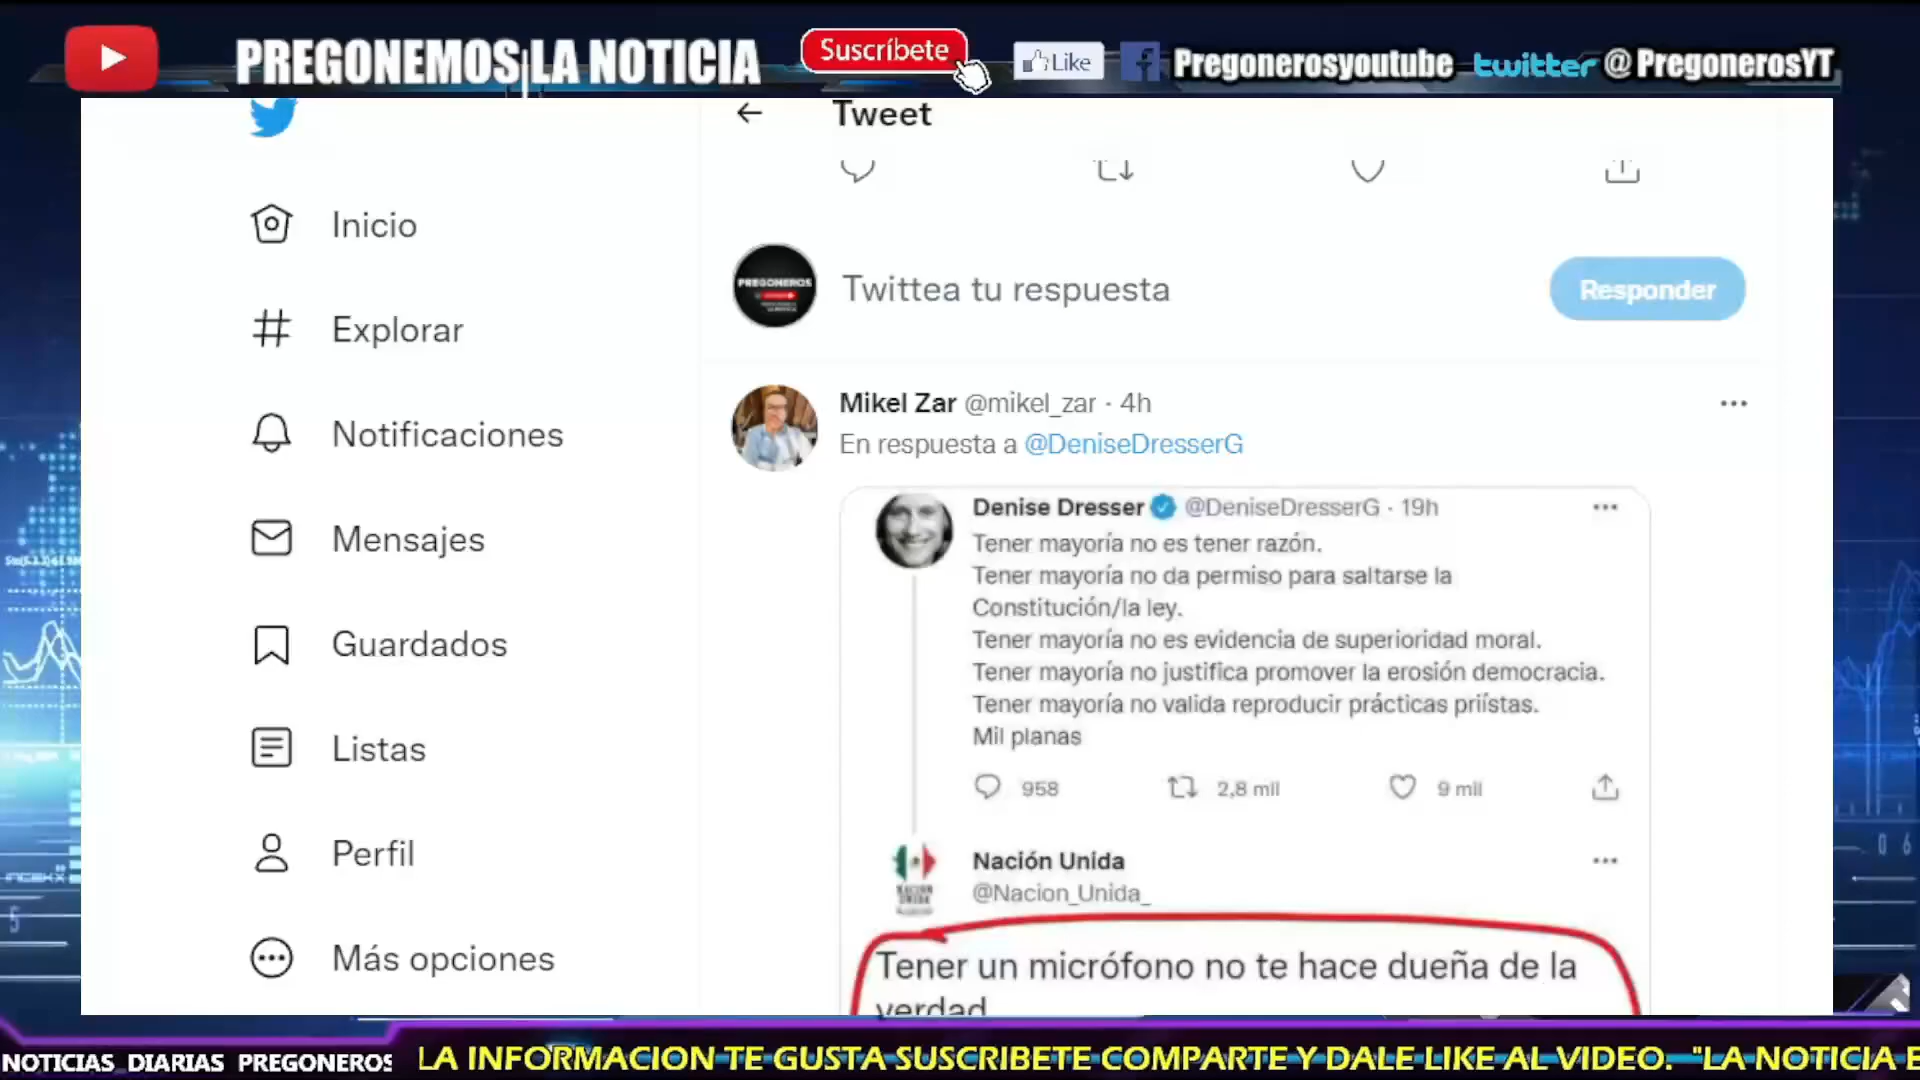 PREGONEMOS LA NOTICIA
Suscríbete
Like
Pregonerosyoutube
twitter @PregonerosYT
Tweet
Inicio
Explorar
Notificaciones
Mensajes
Guardados
Listas
Perfil
Más opciones
PREGONEROS
Twittea tu respuesta
Responder
Mikel Zar @mikel_zar · 4h
En respuesta a @DeniseDresserG
Denise Dresser @DeniseDresserG · 19h
Tener mayoría no es tener razón.
Tener mayoría no da permiso para saltarse la
Constitución/la ley.
Tener mayoría no es evidencia de superioridad moral.
Tener mayoría no justifica promover la erosión democracia.
Tener mayoría no valida reproducir prácticas priístas.
Mil planas
958 2,8 mil 9 mil
Nación Unida
@Nacion_Unida_
Tener un micrófono no te hace dueña de la
verdad
NOTICIAS DIARIAS PREGONEROS
LA INFORMACION TE GUSTA SUSCRIBETE COMPARTE Y DALE LIKE AL VIDEO. "LA NOTICIA E